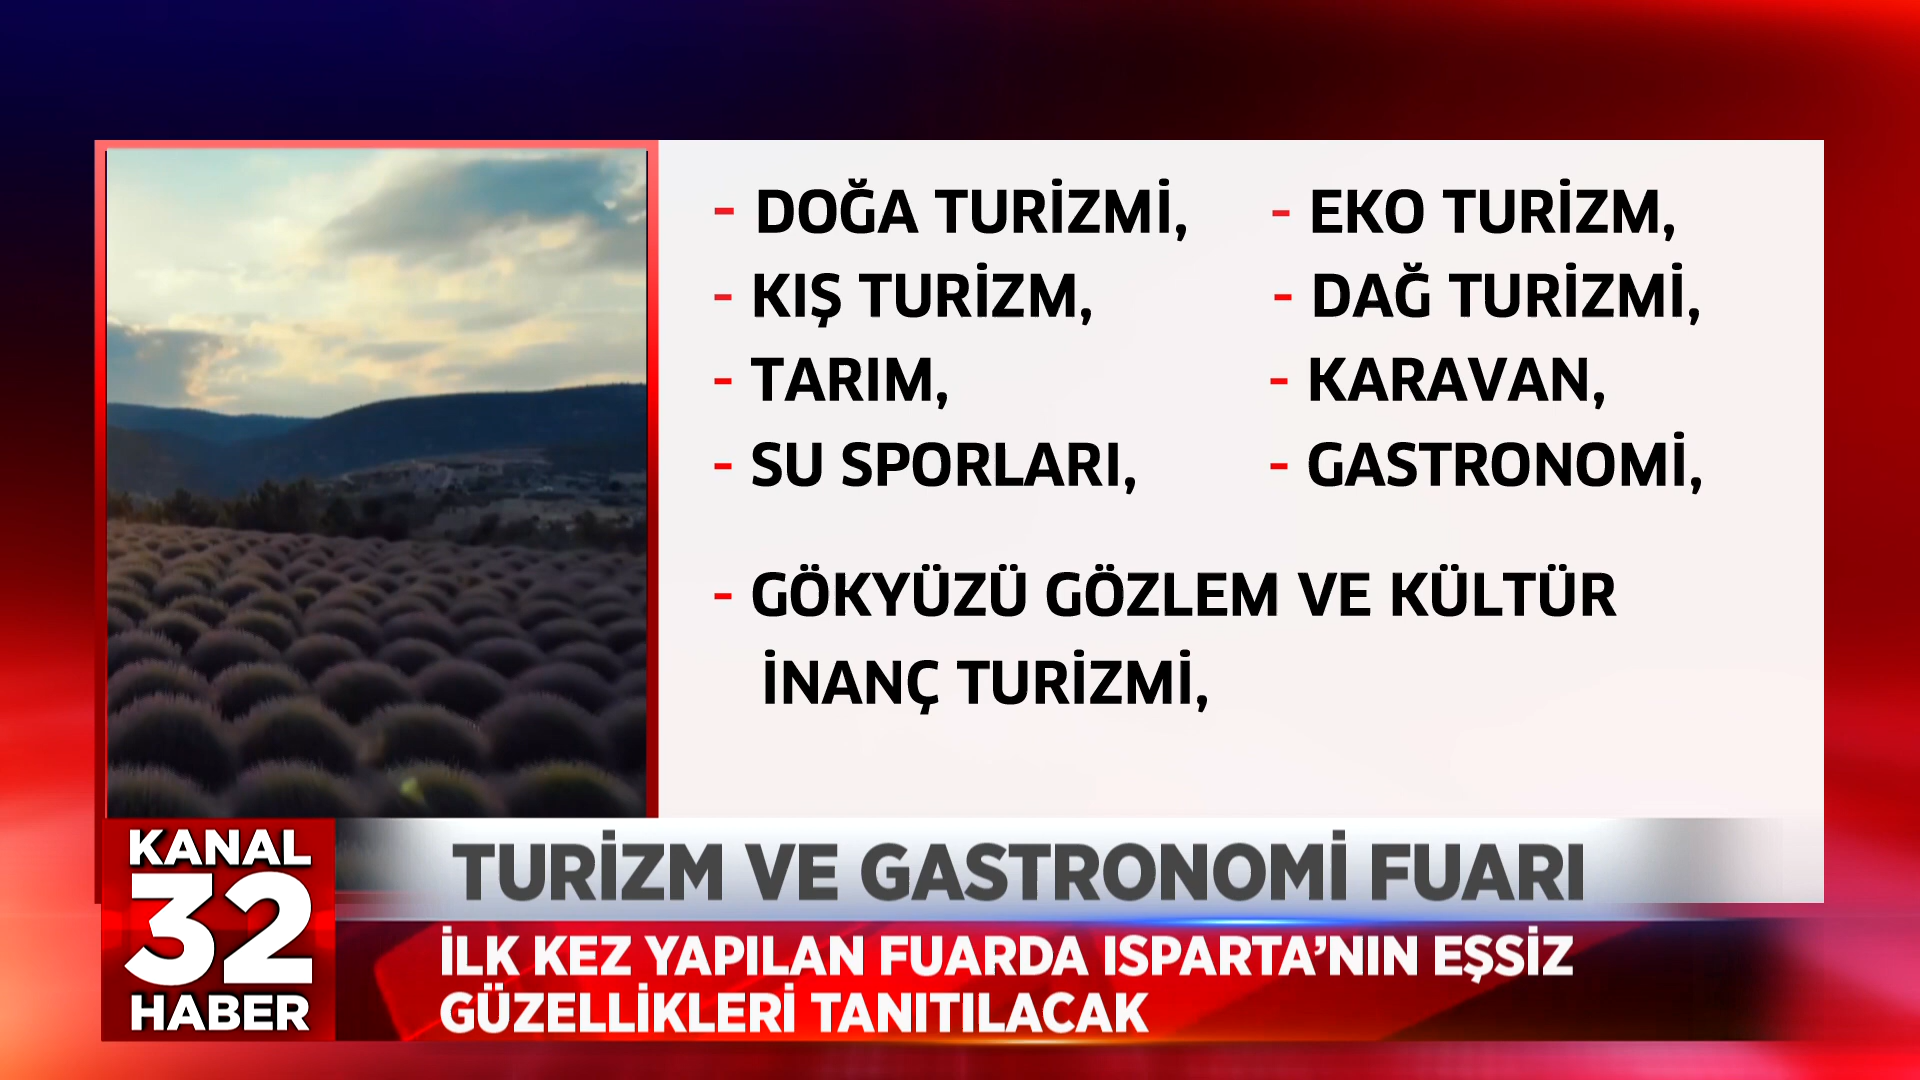 - DOĞA TURİZMİ,
- EKO TURİZM,
- KIŞ TURİZM,
- DAĞ TURİZMİ,
- TARIM,
- KARAVAN,
- SU SPORLARI,
- GASTRONOMİ,
- GÖKYÜZÜ GÖZLEM VE KÜLTÜR
İNANÇ TURİZMİ,
KANAL
32
HABER
TURİZM VE GASTRONOMİ FUARI
İLK KEZ YAPILAN FUARDA ISPARTA’NIN EŞSİZ
GÜZELLİKLERİ TANITILACAK